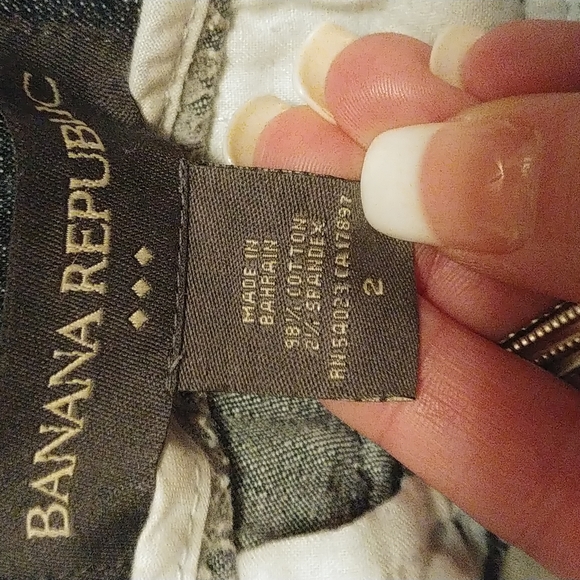 BANANA REPUBLIC
MADE IN
BAHRAIN
98% COTTON
2% SPANDEX
RN54023 CA17897
2